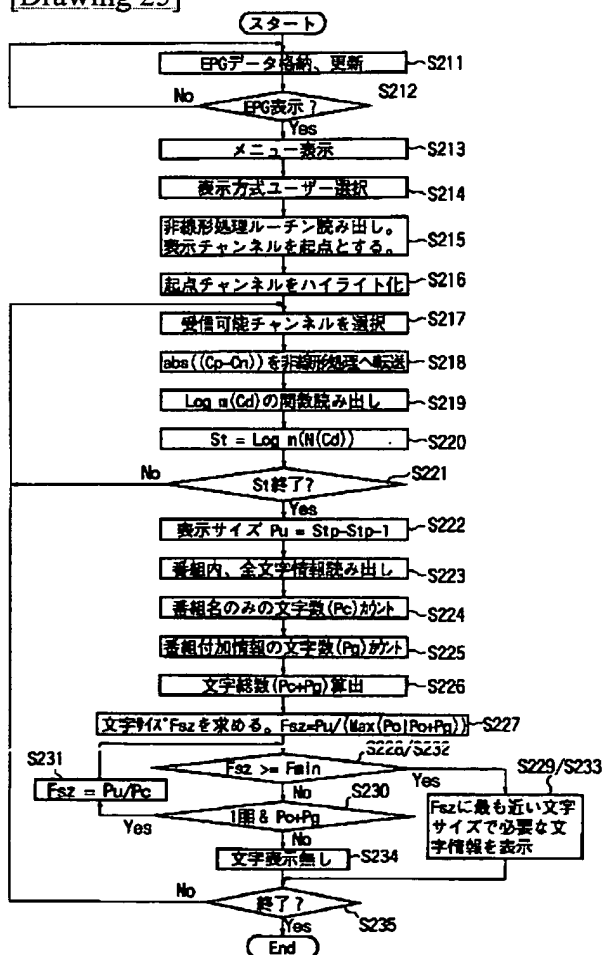 [Drawing 25]
スタート
EPGデータ格納、更新
S211
No
EPG表示?
S212
Yes
メニュー表示
S213
表示方式ユーザー選択
S214
非線形処理ルーチン読み出し。
表示チャンネルを起点とする。
S215
起点チャンネルをハイライト化
S216
受信可能チャンネルを選択
S217
abs((Cp-Cn))を非線形処理へ転送
S218
Log m(Cd)の関数読み出し
S219
St = Log m(N(Cd))
S220
No
St終了?
S221
Yes
表示サイズ Pu = Stp-Stp-1
S222
番組内、全文字情報読み出し
S223
番組名のみの文字数(Pc)カウント
S224
番組付加情報の文字数(Pg)カウント
S225
文字総数(Pc+Pg)算出
S226
文字サイズFszを求める。Fsz=Pu/(Max(Pc|Pc+Pg))
S227
S231
Fsz = Pu/Pc
Fsz >= Fmin
S228/S232
Yes
S229/S233
Fszに最も近い文字
サイズで必要な文
字情報を表示
No
S230
Yes
1回 & Pc+Pg
No
文字表示無し
S234
No
終了?
S235
Yes
End